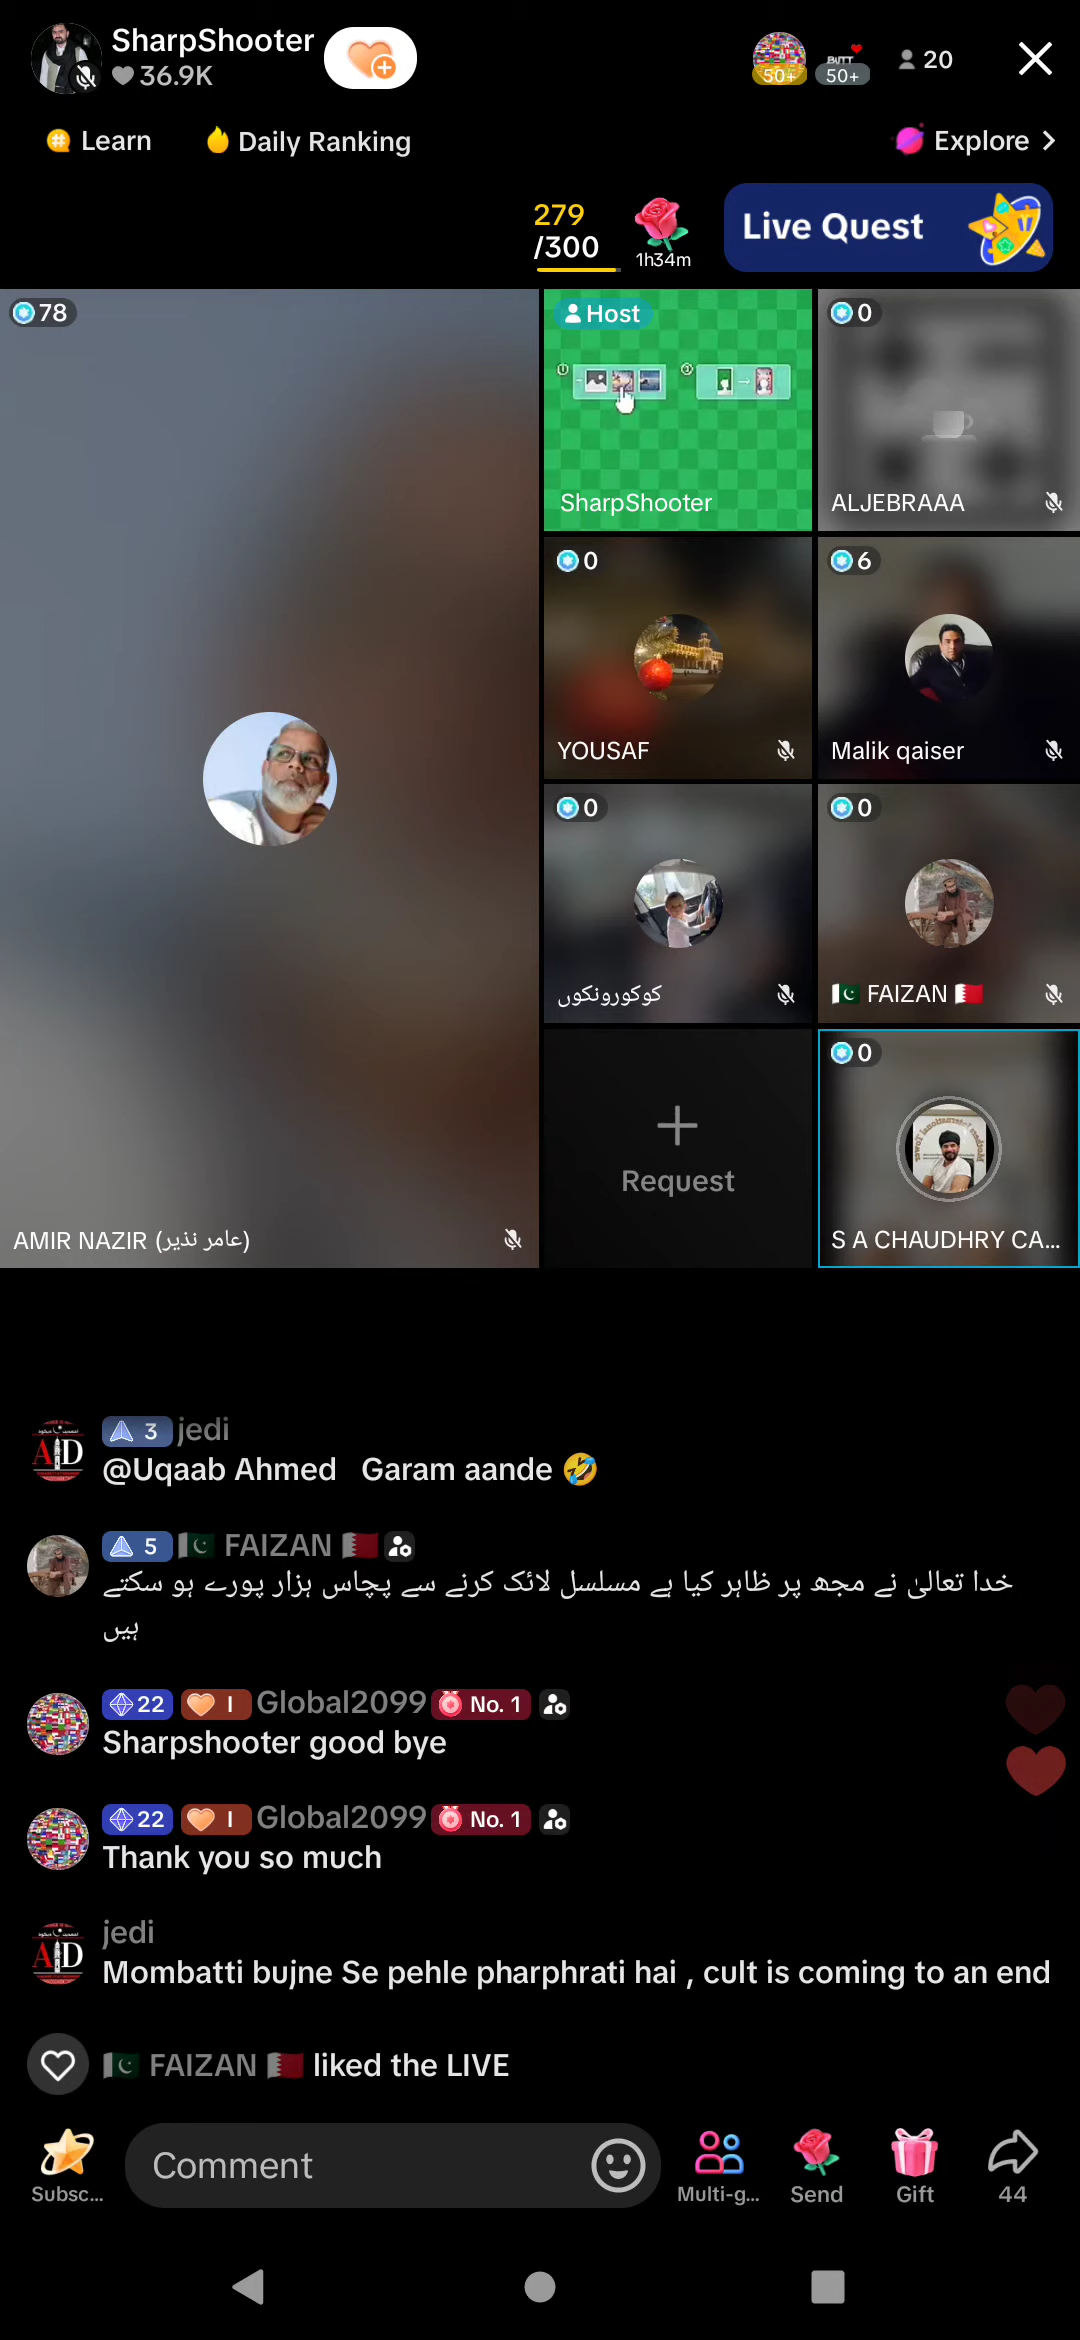 SharpShooter
36.9K
50+
50+
20
Learn
Daily Ranking
Explore
279
/300
1h34m
Live Quest
78
Host
SharpShooter
0
ALJEBRAAA
0
YOUSAF
6
Malik qaiser
0
کوکورونکوں
0
FAIZAN
Request
0
S A CHAUDHRY CA...
AMIR NAZIR (عامر نذیر)
3 jedi
@Uqaab Ahmed Garam aande
5 FAIZAN
خدا تعالیٰ نے مجھ پر ظاہر کیا ہے مسلسل لائک کرنے سے پچاس ہزار پورے ہو سکتے
ہیں
22 I Global2099 No. 1
Sharpshooter good bye
22 I Global2099 No. 1
Thank you so much
jedi
Mombatti bujne Se pehle pharphrati hai , cult is coming to an end
FAIZAN liked the LIVE
Comment
Subsc...
Multi-g...
Send
Gift
44